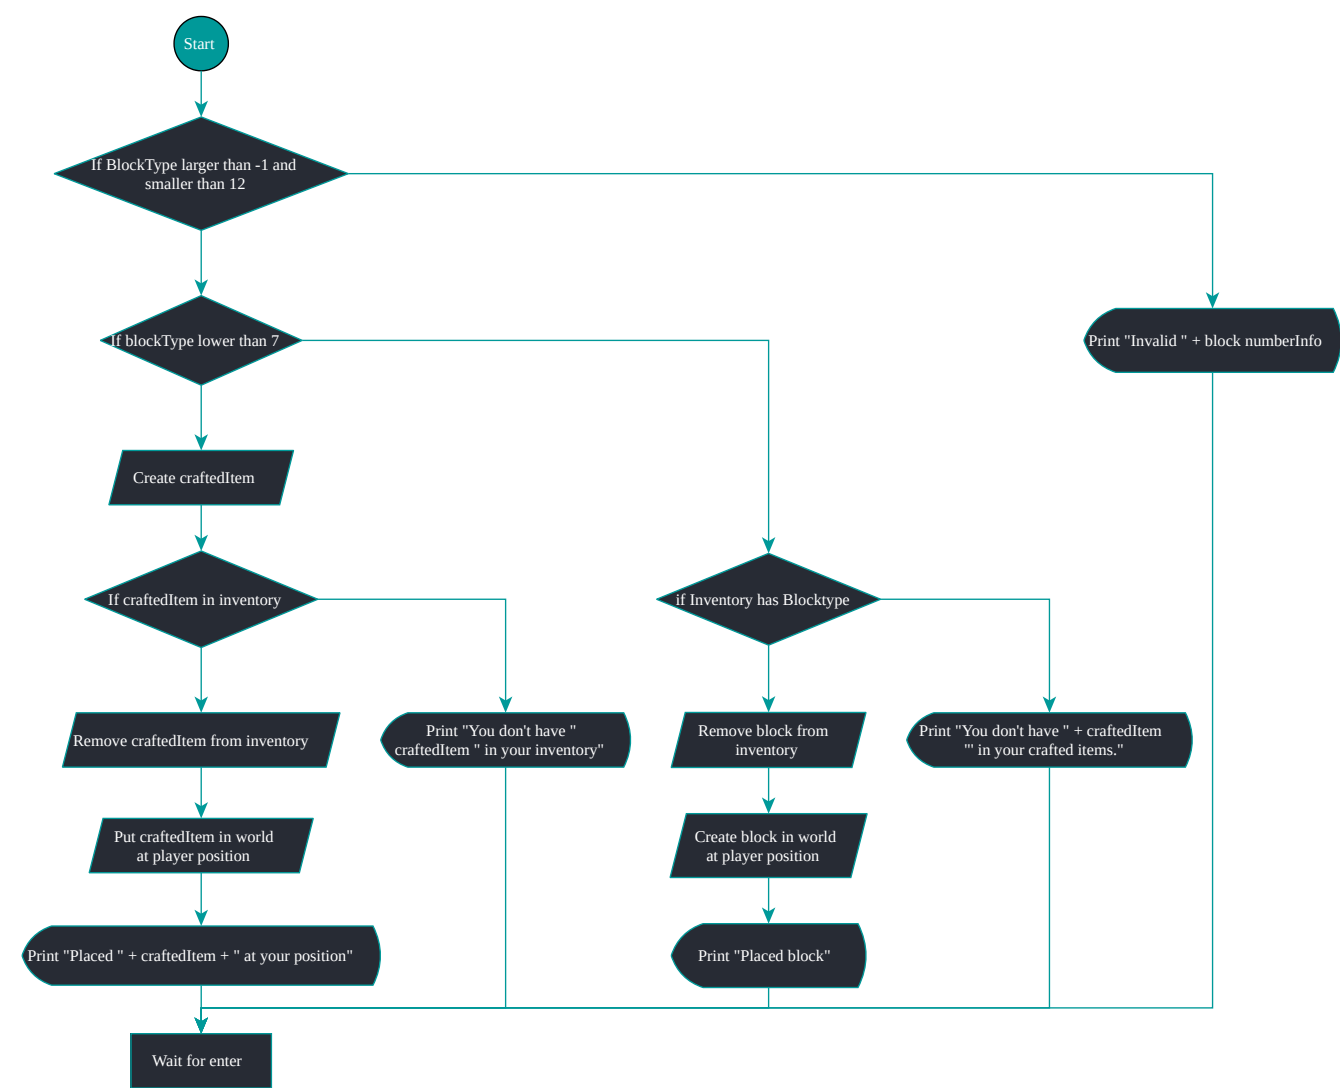 Start
If BlockType larger than -1 and
smaller than 12
If blockType lower than 7
Print "Invalid " + block numberInfo
Create craftedItem
If craftedItem in inventory
if Inventory has Blocktype
Remove craftedItem from inventory
Print "You don't have "
craftedItem " in your inventory"
Remove block from
inventory
Print "You don't have " + craftedItem
"' in your crafted items."
Put craftedItem in world
at player position
Create block in world
at player position
Print "Placed " + craftedItem + " at your position"
Print "Placed block"
Wait for enter